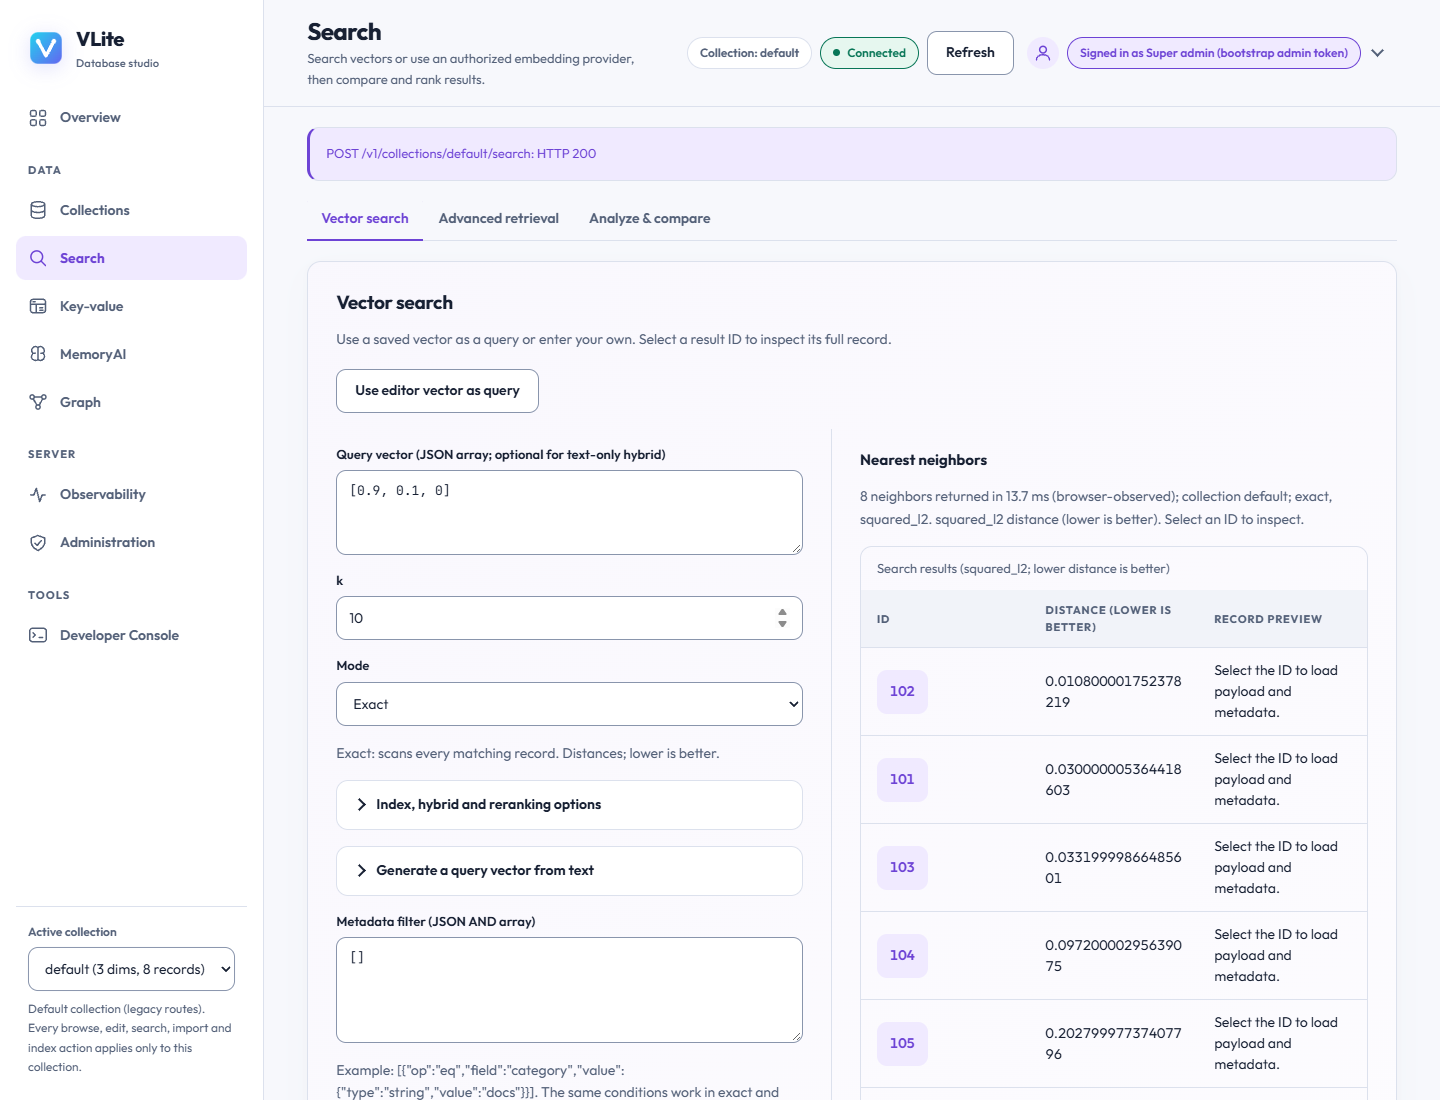 VLite
Database studio
Overview
DATA
Collections
Search
Key-value
MemoryAI
Graph
SERVER
Observability
Administration
TOOLS
Developer Console
Active collection
default (3 dims, 8 records)
Default collection (legacy routes).
Every browse, edit, search, import and
index action applies only to this
collection.
Search
Search vectors or use an authorized embedding provider,
then compare and rank results.
Collection: default
Connected
Refresh
Signed in as Super admin (bootstrap admin token)
POST /v1/collections/default/search: HTTP 200
Vector search
Advanced retrieval
Analyze & compare
Vector search
Use a saved vector as a query or enter your own. Select a result ID to inspect its full record.
Use editor vector as query
Query vector (JSON array; optional for text-only hybrid)
[0.9, 0.1, 0]
k
10
Mode
Exact
Exact: scans every matching record. Distances; lower is better.
Index, hybrid and reranking options
Generate a query vector from text
Metadata filter (JSON AND array)
[]
Example: [{"op":"eq","field":"category","value":
{"type":"string","value":"docs"}}]. The same conditions work in exact and
Nearest neighbors
8 neighbors returned in 13.7 ms (browser-observed); collection default; exact,
squared_l2. squared_l2 distance (lower is better). Select an ID to inspect.
Search results (squared_l2; lower distance is better)
ID
DISTANCE (LOWER IS
BETTER)
RECORD PREVIEW
102
0.010800001752378
219
Select the ID to load
payload and
metadata.
101
0.030000005364418
603
Select the ID to load
payload and
metadata.
103
0.033199998664856
01
Select the ID to load
payload and
metadata.
104
0.097200002956390
75
Select the ID to load
payload and
metadata.
105
0.202799977374077
96
Select the ID to load
payload and
metadata.